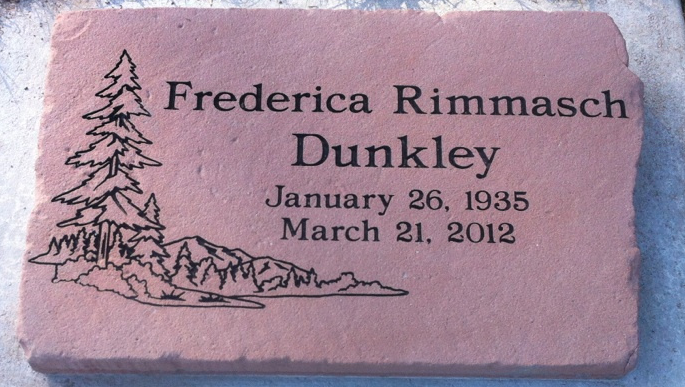 Frederica Rimmasch
Dunkley
January 26, 1935
March 21, 2012